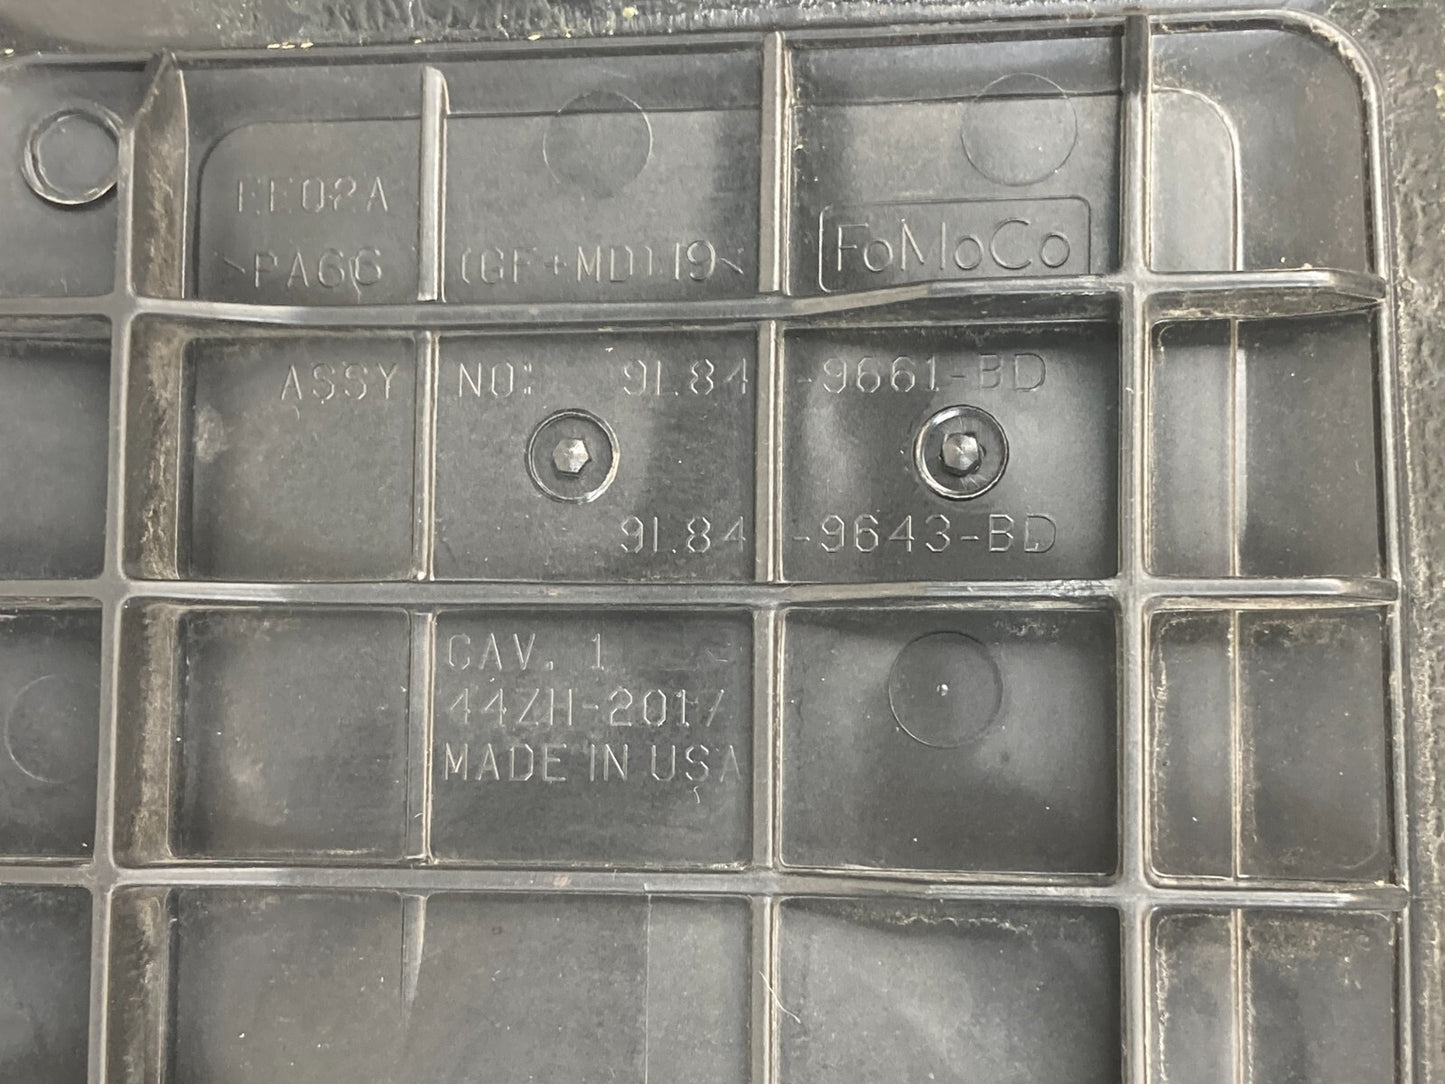 EE02A
>PA66 (GF+MD)19<
FoMoCo
ASSY NO: 9L84-9661-BD
9L84-9643-BD
CAV. 1
44ZH-2017
MADE IN USA